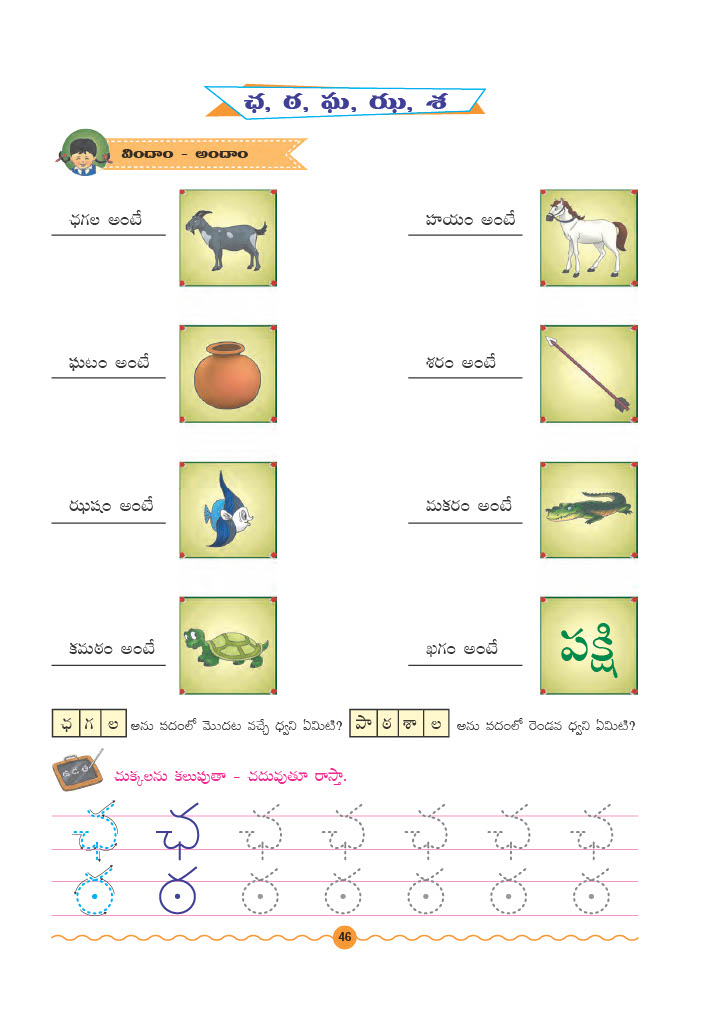 ఛ, ఠ, ఘ, ఝ, శ
విందాం - అందాం
ఛగల అంటే
హయం అంటే
ఘటం అంటే
శరం అంటే
ఝషం అంటే
మకరం అంటే
కమఠం అంటే
ఖగం అంటే
పక్షి
ఛ గ ల అను పదంలో మొదట వచ్చే ధ్వని ఏమిటి? పా ఠ శా ల అను పదంలో రెండవ ధ్వని ఏమిటి?
చుక్కలను కలుపుతా - చదువుతూ రాస్తా.
ఛ ఛ ఛ ఛ ఛ ఛ ఛ
ఠ ఠ ఠ ఠ ఠ ఠ ఠ
46